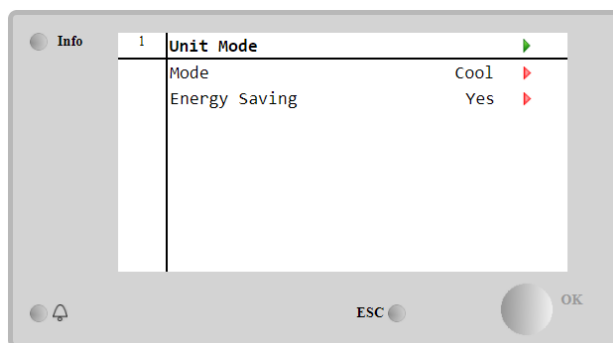 Info
1 Unit Mode
Mode Cool
Energy Saving Yes
ESC
OK